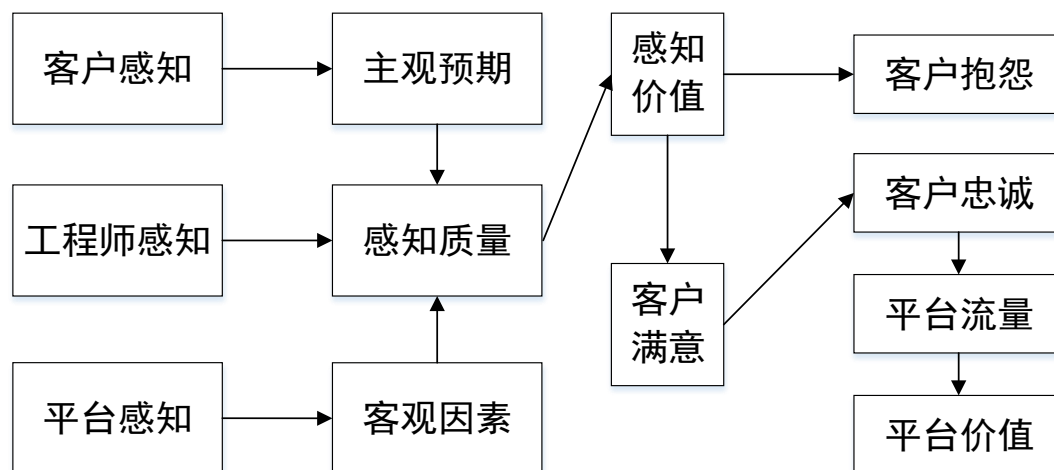 客户感知
主观预期
感知
价值
客户抱怨
工程师感知
感知质量
客户忠诚
客户
满意
平台流量
平台感知
客观因素
平台价值